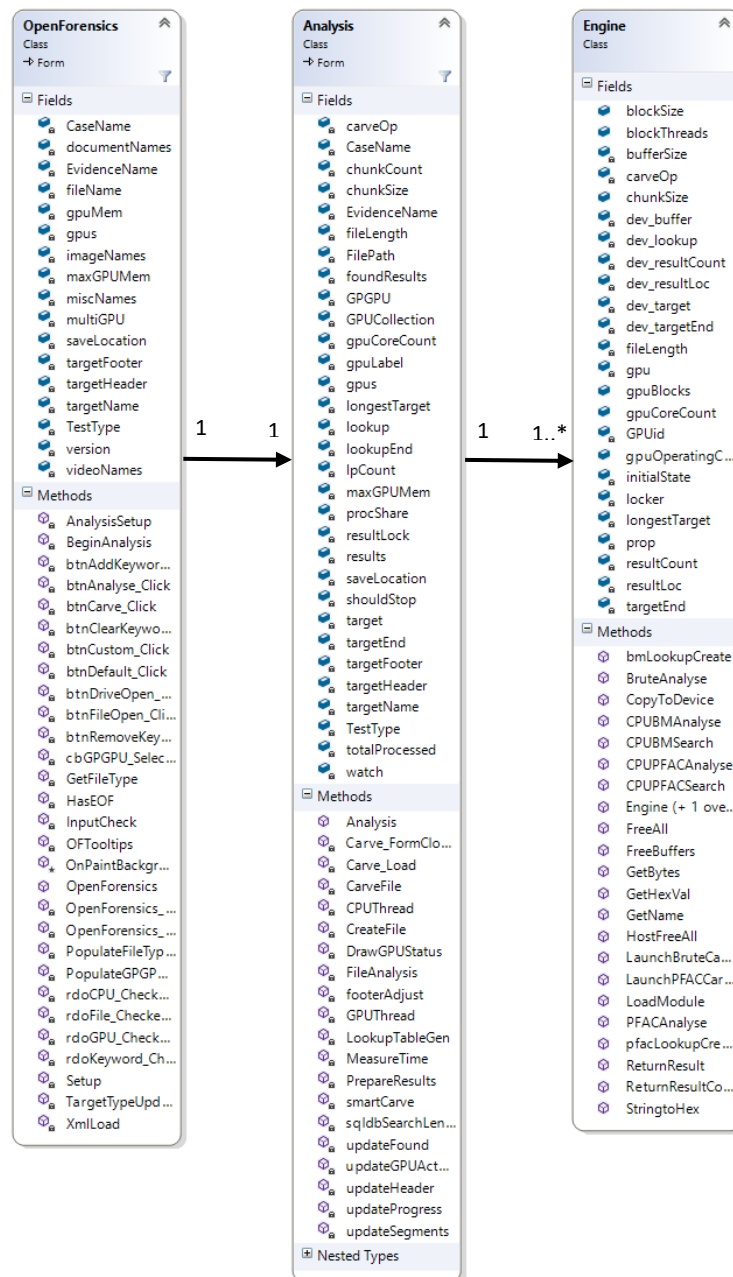 OpenForensics
Class
Form
Fields
CaseName
documentNames
EvidenceName
fileName
gpuMem
gpus
imageNames
maxGPUMem
miscNames
multiGPU
saveLocation
targetFooter
targetHeader
targetName
TestType
version
videoNames
Methods
AnalysisSetup
BeginAnalysis
btnAddKeywor...
btnAnalyse_Click
btnCarve_Click
btnClearKeywo...
btnCustom_Click
btnDefault_Click
btnDriveOpen_...
btnFileOpen_Cli...
btnRemoveKey...
cbGPGPU_Selec...
GetFileType
HasEOF
InputCheck
OFTooltips
OnPaintBackgr...
OpenForensics
OpenForensics_...
OpenForensics_...
PopulateFileTyp...
PopulateGPGP...
rdoCPU_Check...
rdoFile_Checke...
rdoGPU_Check...
rdoKeyword_Ch...
Setup
TargetTypeUpd...
XmlLoad
1 1
Analysis
Class
Form
Fields
carveOp
CaseName
chunkCount
chunkSize
EvidenceName
fileLength
FilePath
foundResults
GPGPU
GPUCollection
gpuCoreCount
gpuLabel
gpus
longestTarget
lookup
lookupEnd
lpCount
maxGPUMem
procShare
resultLock
results
saveLocation
shouldStop
target
targetEnd
targetFooter
targetHeader
targetName
TestType
totalProcessed
watch
Methods
Analysis
Carve_FormClo...
Carve_Load
CarveFile
CPUThread
CreateFile
DrawGPUStatus
FileAnalysis
footerAdjust
GPUThread
LookupTableGen
MeasureTime
PrepareResults
smartCarve
sqldbSearchLen...
updateFound
updateGPUAct...
updateHeader
updateProgress
updateSegments
Nested Types
1 1..*
Engine
Class
Fields
blockSize
blockThreads
bufferSize
carveOp
chunkSize
dev_buffer
dev_lookup
dev_resultCount
dev_resultLoc
dev_target
dev_targetEnd
fileLength
gpu
gpuBlocks
gpuCoreCount
GPUid
gpuOperatingC...
initialState
locker
longestTarget
prop
resultCount
resultLoc
targetEnd
Methods
bmLookupCreate
BruteAnalyse
CopyToDevice
CPUBMAnalyse
CPUBMSearch
CPUPFACAnalyse
CPUPFACSearch
Engine (+ 1 ove...
FreeAll
FreeBuffers
GetBytes
GetHexVal
GetName
HostFreeAll
LaunchBruteCa...
LaunchPFACCar...
LoadModule
PFACAnalyse
pfacLookupCre...
ReturnResult
ReturnResultCo...
StringtoHex